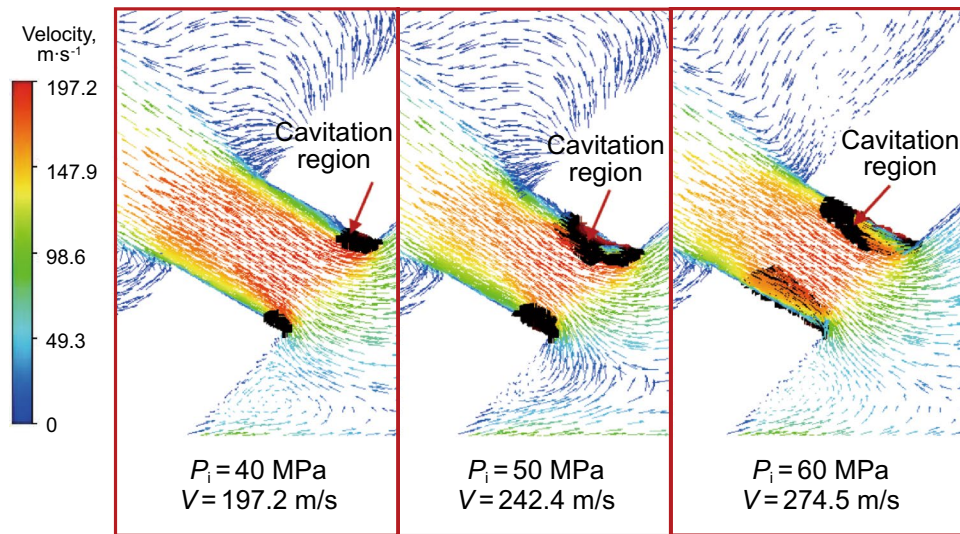 Velocity,
m·s⁻¹
197.2
147.9
98.6
49.3
0
Cavitation
region
Pᵢ = 40 MPa
V = 197.2 m/s
Cavitation
region
Pᵢ = 50 MPa
V = 242.4 m/s
Cavitation
region
Pᵢ = 60 MPa
V = 274.5 m/s